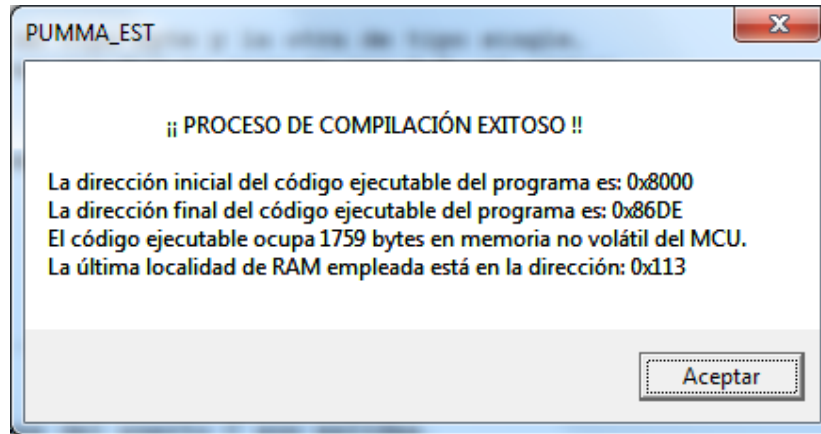 PUMMA_EST
¡¡ PROCESO DE COMPILACIÓN EXITOSO !!
La dirección inicial del código ejecutable del programa es: 0x8000
La dirección final del código ejecutable del programa es: 0x86DE
El código ejecutable ocupa 1759 bytes en memoria no volátil del MCU.
La última localidad de RAM empleada está en la dirección: 0x113
Aceptar